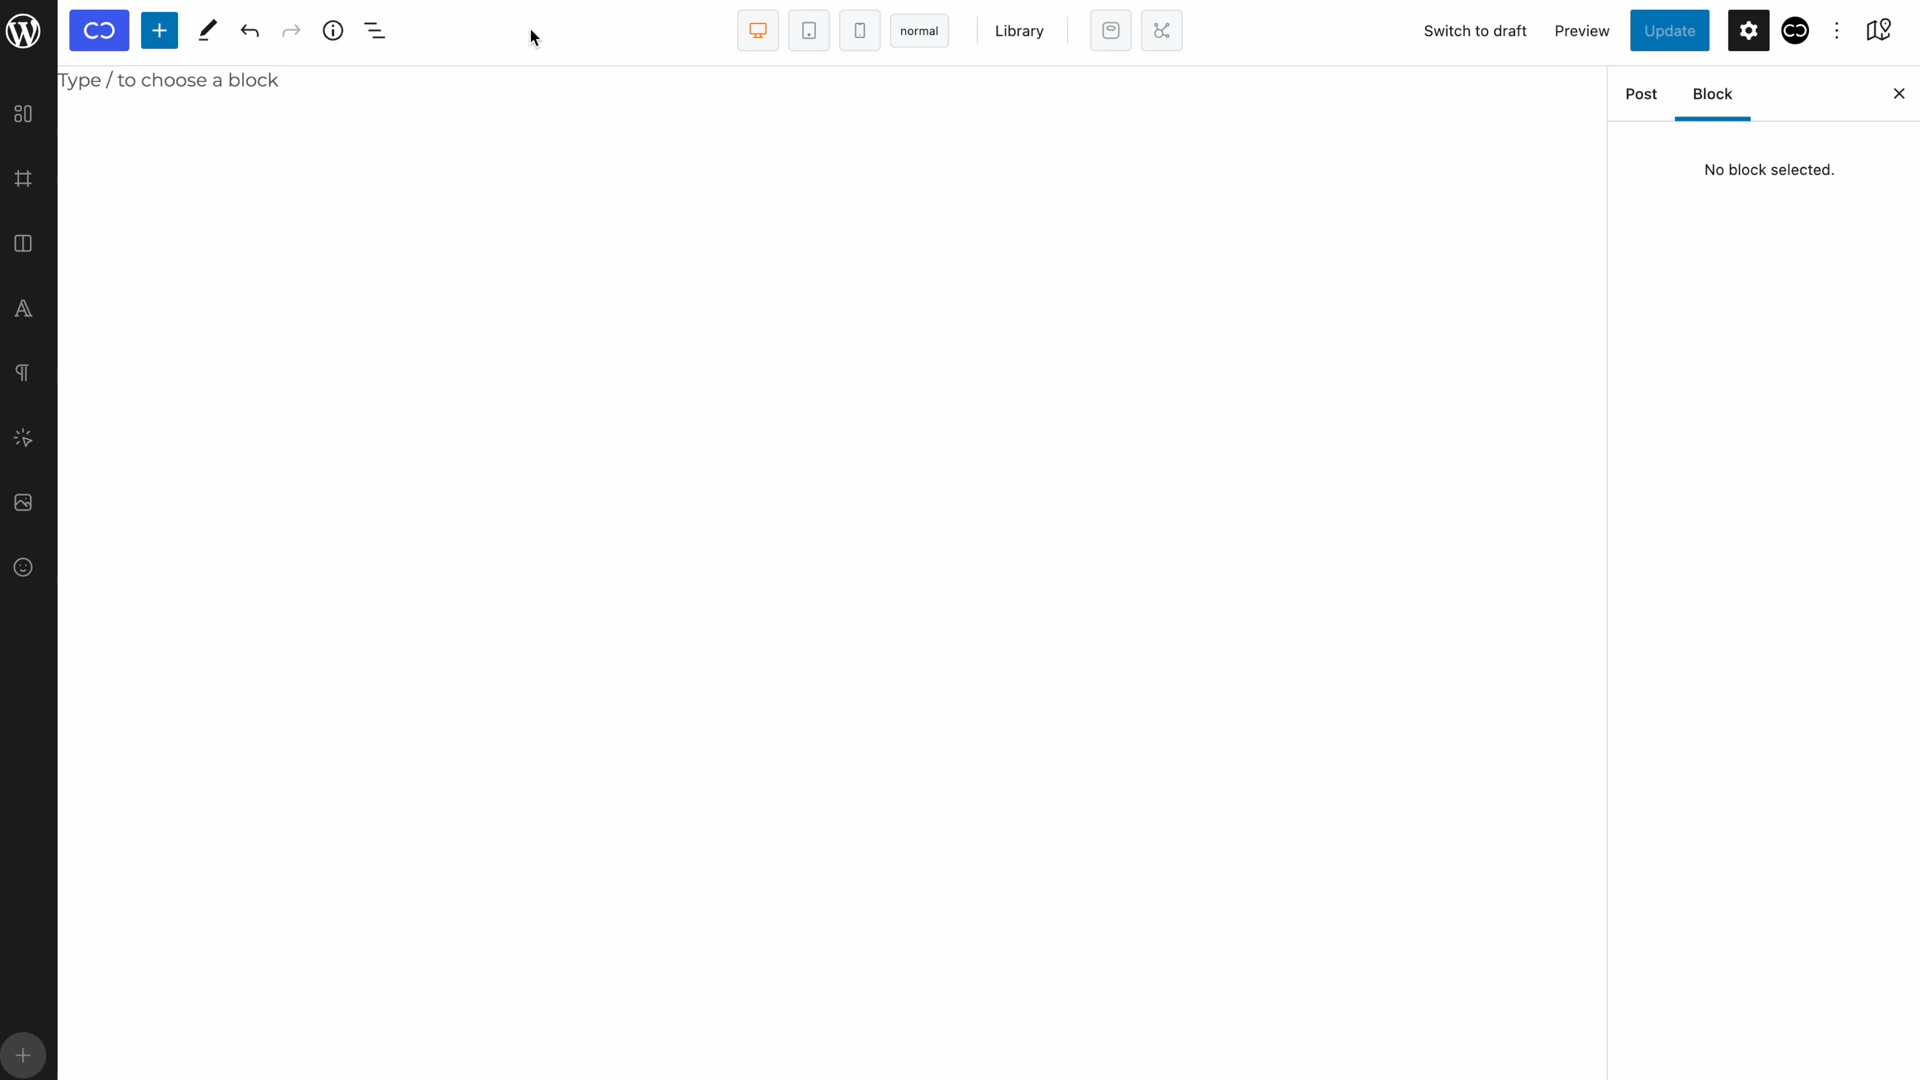 normal
Library
Switch to draft
Preview
Update
Type / to choose a block
Post
Block
No block selected.